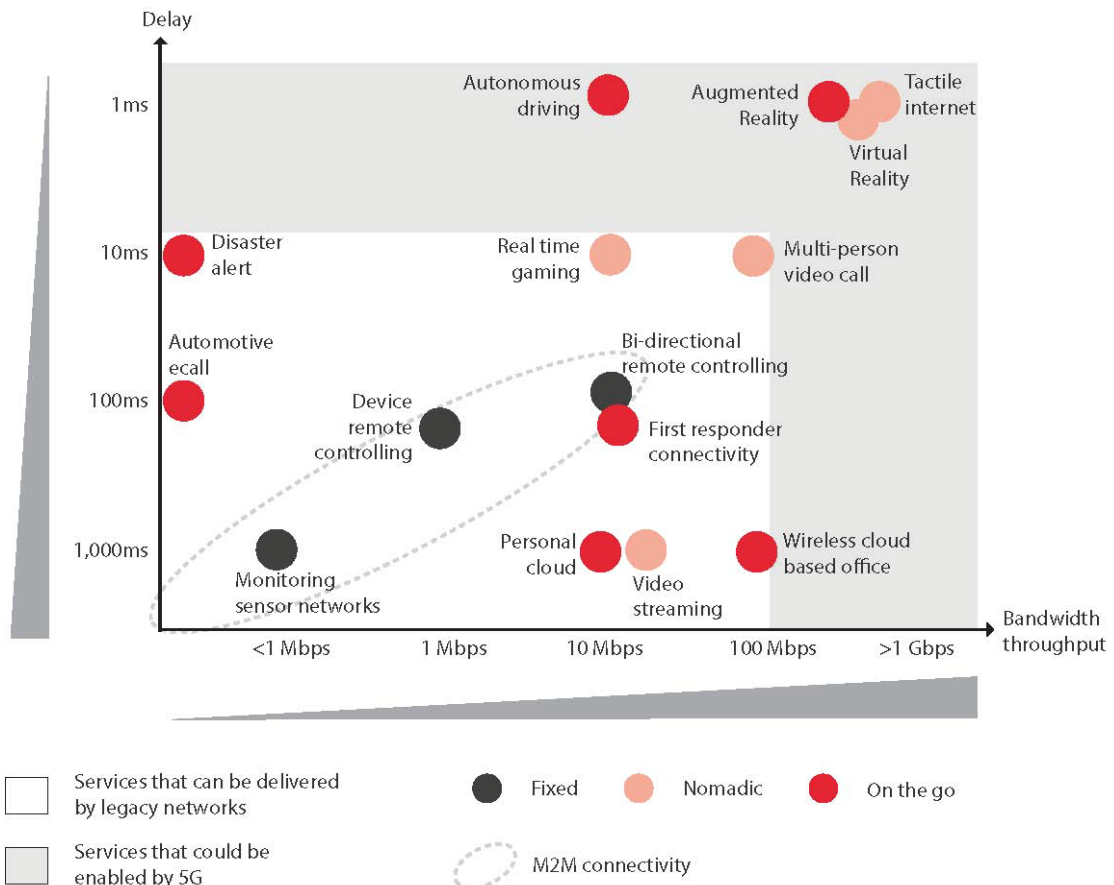 Delay
1ms
Autonomous
driving
Augmented
Reality
Tactile
internet
Virtual
Reality
10ms
Disaster
alert
Real time
gaming
Multi-person
video call
Automotive
ecall
Bi-directional
remote controlling
100ms
Device
remote
controlling
First responder
connectivity
1,000ms
Monitoring
sensor networks
Personal
cloud
Video
streaming
Wireless cloud
based office
Bandwidth
throughput
<1 Mbps
1 Mbps
10 Mbps
100 Mbps
>1 Gbps
Services that can be delivered
by legacy networks
Fixed
Nomadic
On the go
Services that could be
enabled by 5G
M2M connectivity